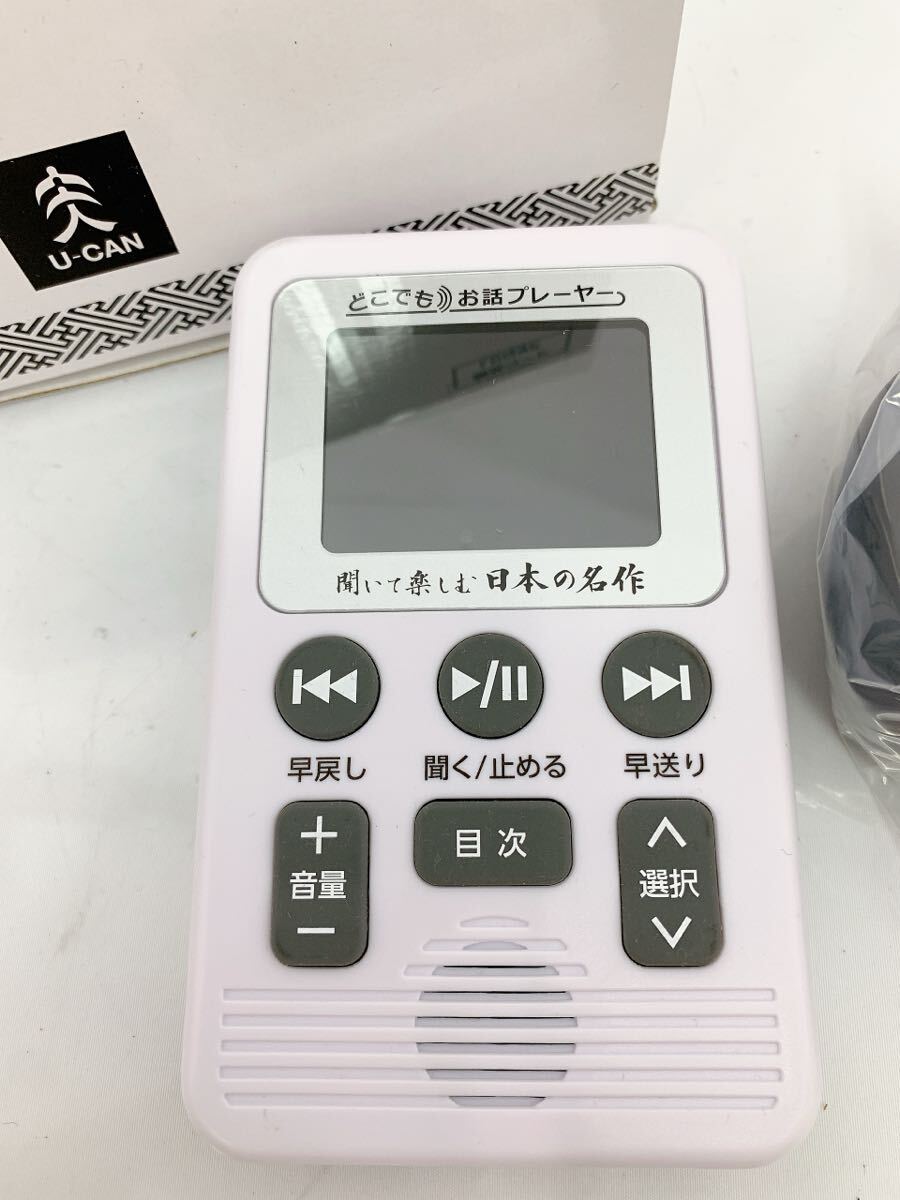 U-CAN
どこでもお話プレーヤー
聞いて楽しむ 日本の名作
早戻し
聞く/止める
早送り
+
音量
−
目次
選択